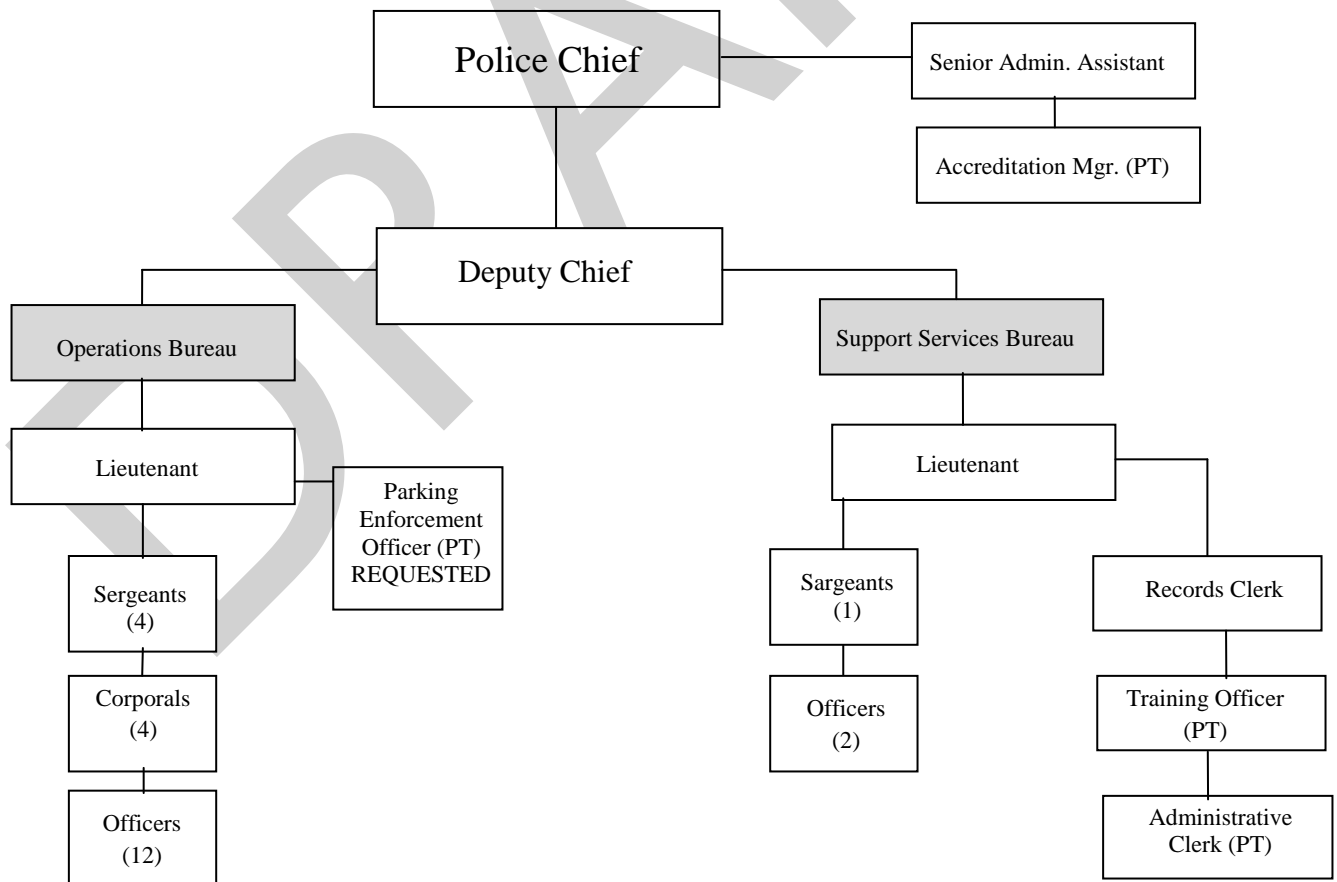 Police Chief
Senior Admin. Assistant
Accreditation Mgr. (PT)
Deputy Chief
Operations Bureau
Support Services Bureau
Lieutenant
Parking
Enforcement
Officer (PT)
REQUESTED
Sergeants
(4)
Corporals
(4)
Officers
(12)
Lieutenant
Sargeants
(1)
Officers
(2)
Records Clerk
Training Officer
(PT)
Administrative
Clerk (PT)